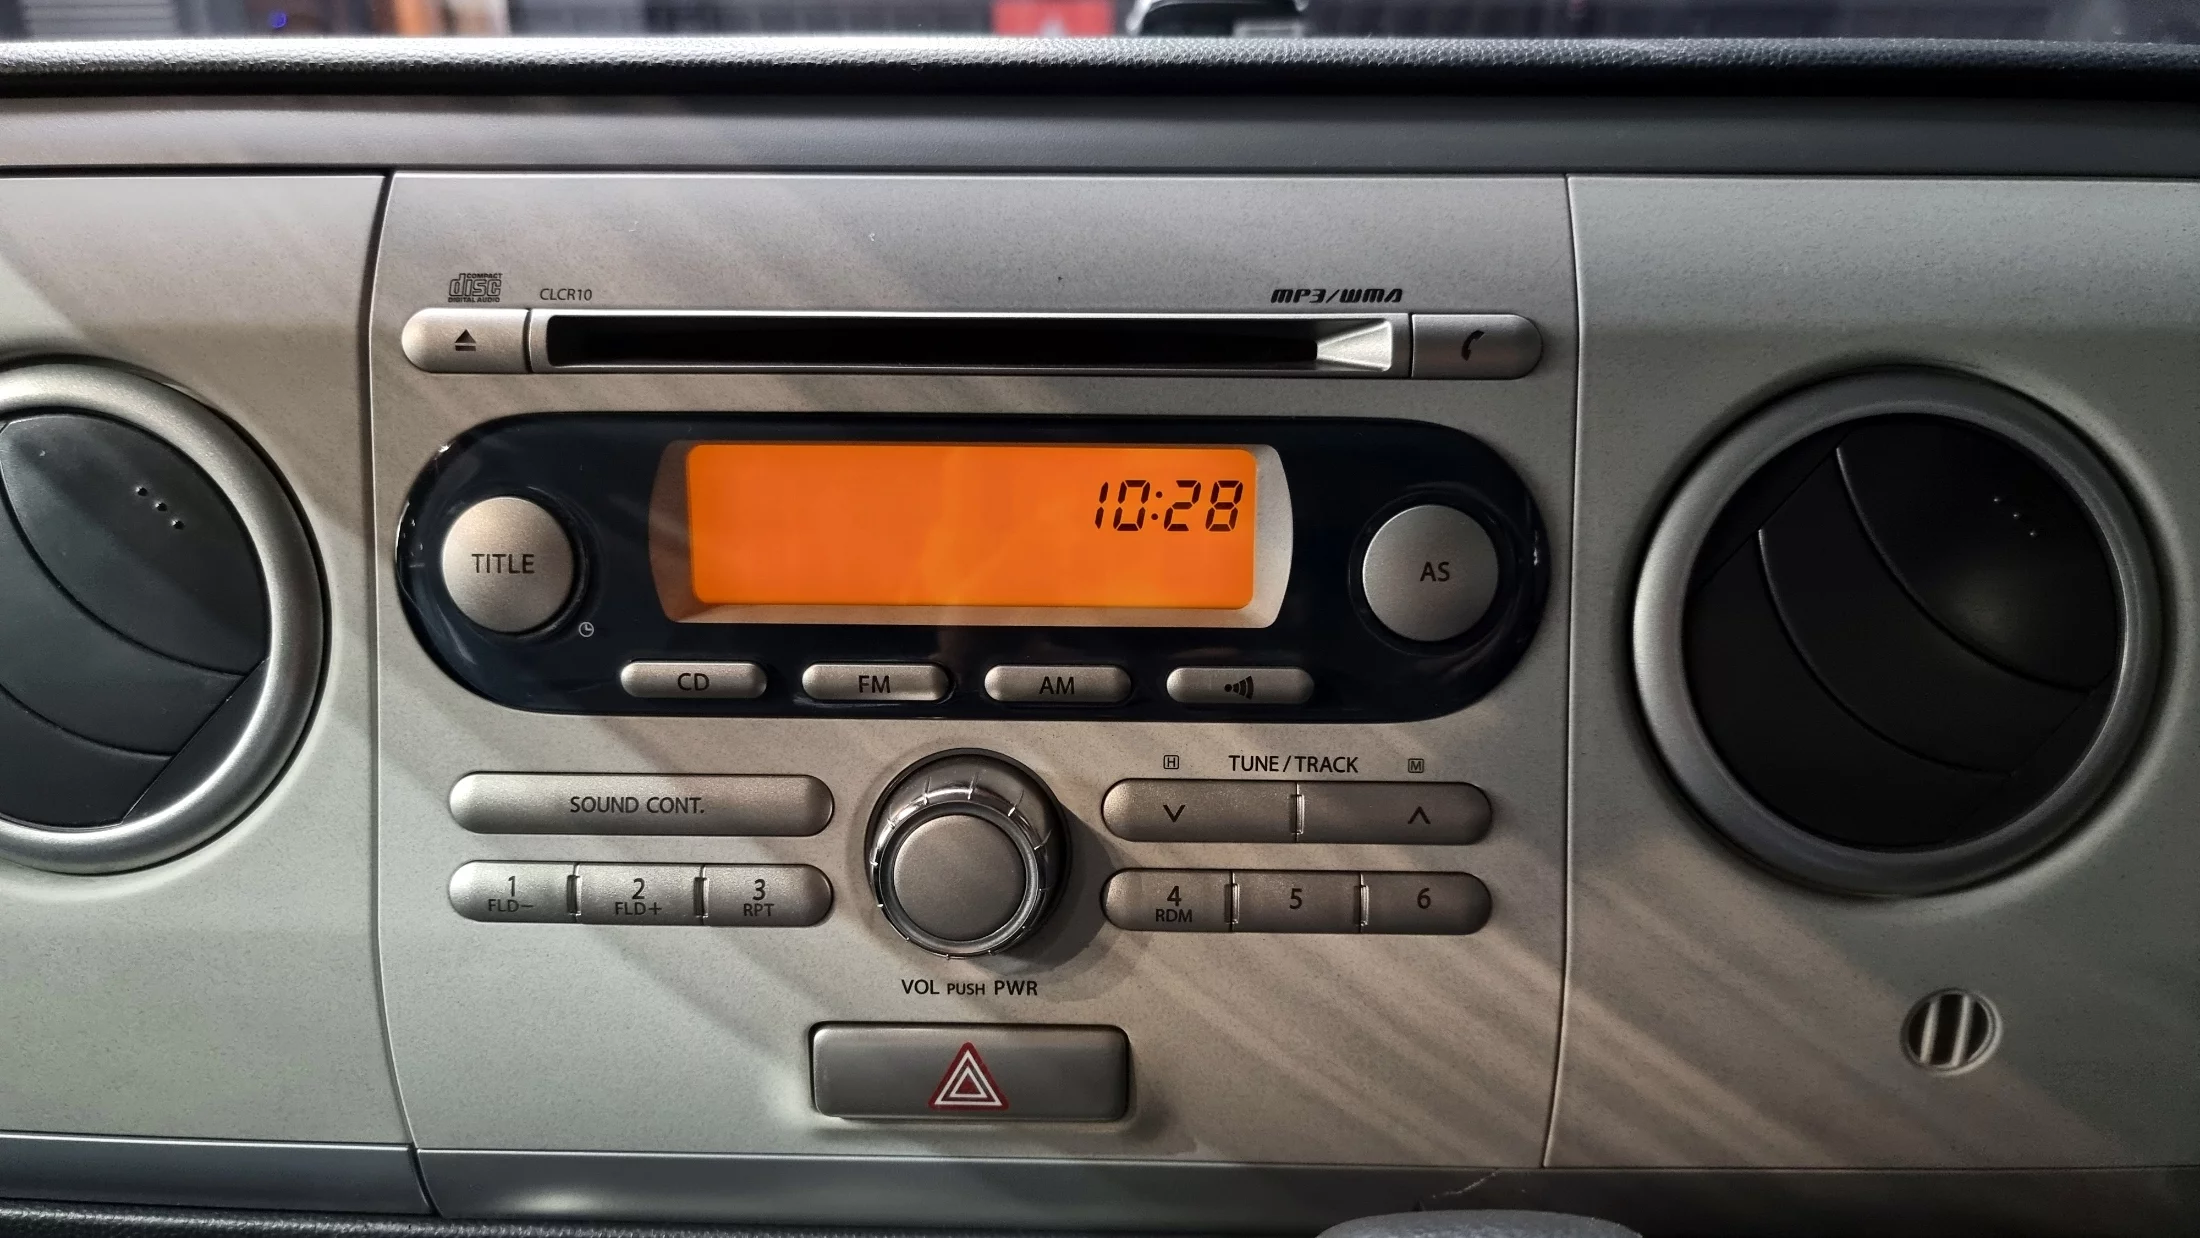 COMPACT
disc
DIGITAL AUDIO
CLCR10
MP3/WMA
10:28
TITLE
AS
CD
FM
AM
H
TUNE/TRACK
M
SOUND CONT.
1
FLD−
2
FLD+
3
RPT
4
RDM
5
6
VOL PUSH PWR